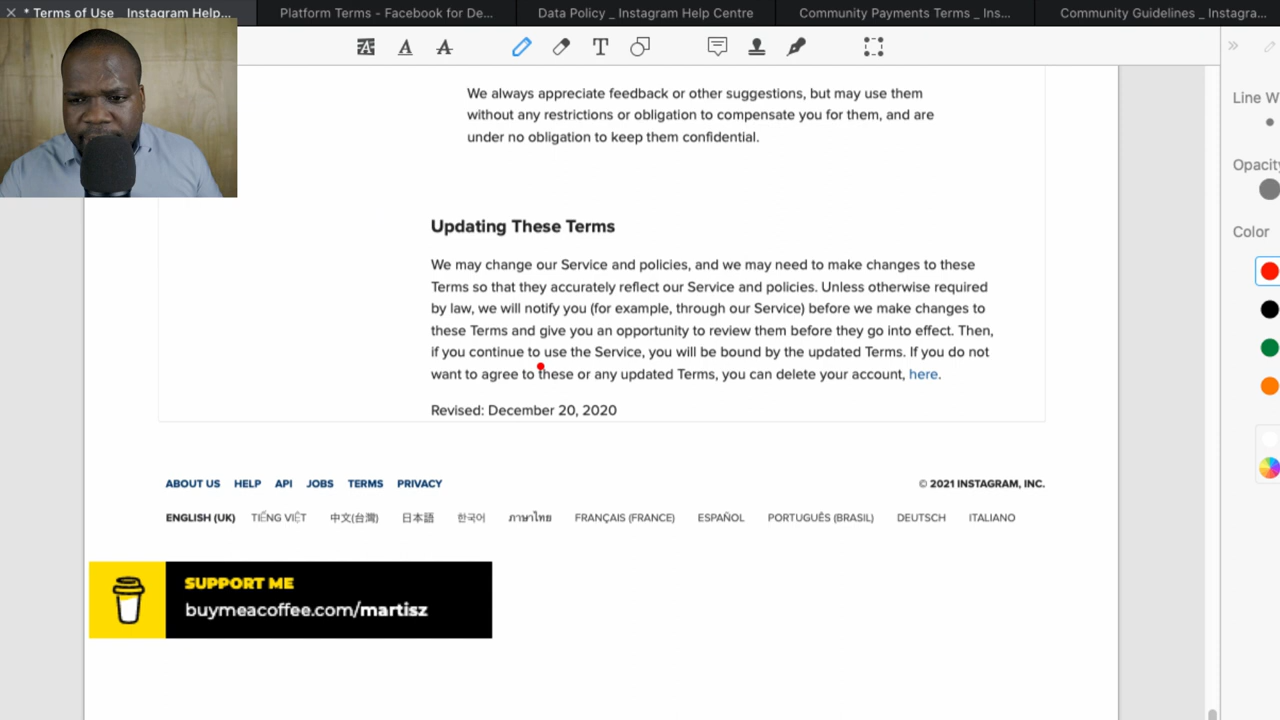 * Terms of Use _ Instagram Help...
Platform Terms - Facebook for De...
Data Policy _ Instagram Help Centre
Community Payments Terms _ Ins...
Community Guidelines _ Instagra...
We always appreciate feedback or other suggestions, but may use them
without any restrictions or obligation to compensate you for them, and are
under no obligation to keep them confidential.
Updating These Terms
We may change our Service and policies, and we may need to make changes to these
Terms so that they accurately reflect our Service and policies. Unless otherwise required
by law, we will notify you (for example, through our Service) before we make changes to
these Terms and give you an opportunity to review them before they go into effect. Then,
if you continue to use the Service, you will be bound by the updated Terms. If you do not
want to agree to these or any updated Terms, you can delete your account, here.
Revised: December 20, 2020
ABOUT US HELP API JOBS TERMS PRIVACY
© 2021 INSTAGRAM, INC.
ENGLISH (UK) TIẾNG VIỆT 中文(台灣) 日本語 한국어 ภาษาไทย FRANÇAIS (FRANCE) ESPAÑOL PORTUGUÊS (BRASIL) DEUTSCH ITALIANO
SUPPORT ME
buymeacoffee.com/martisz
Line W
Opacity
Color